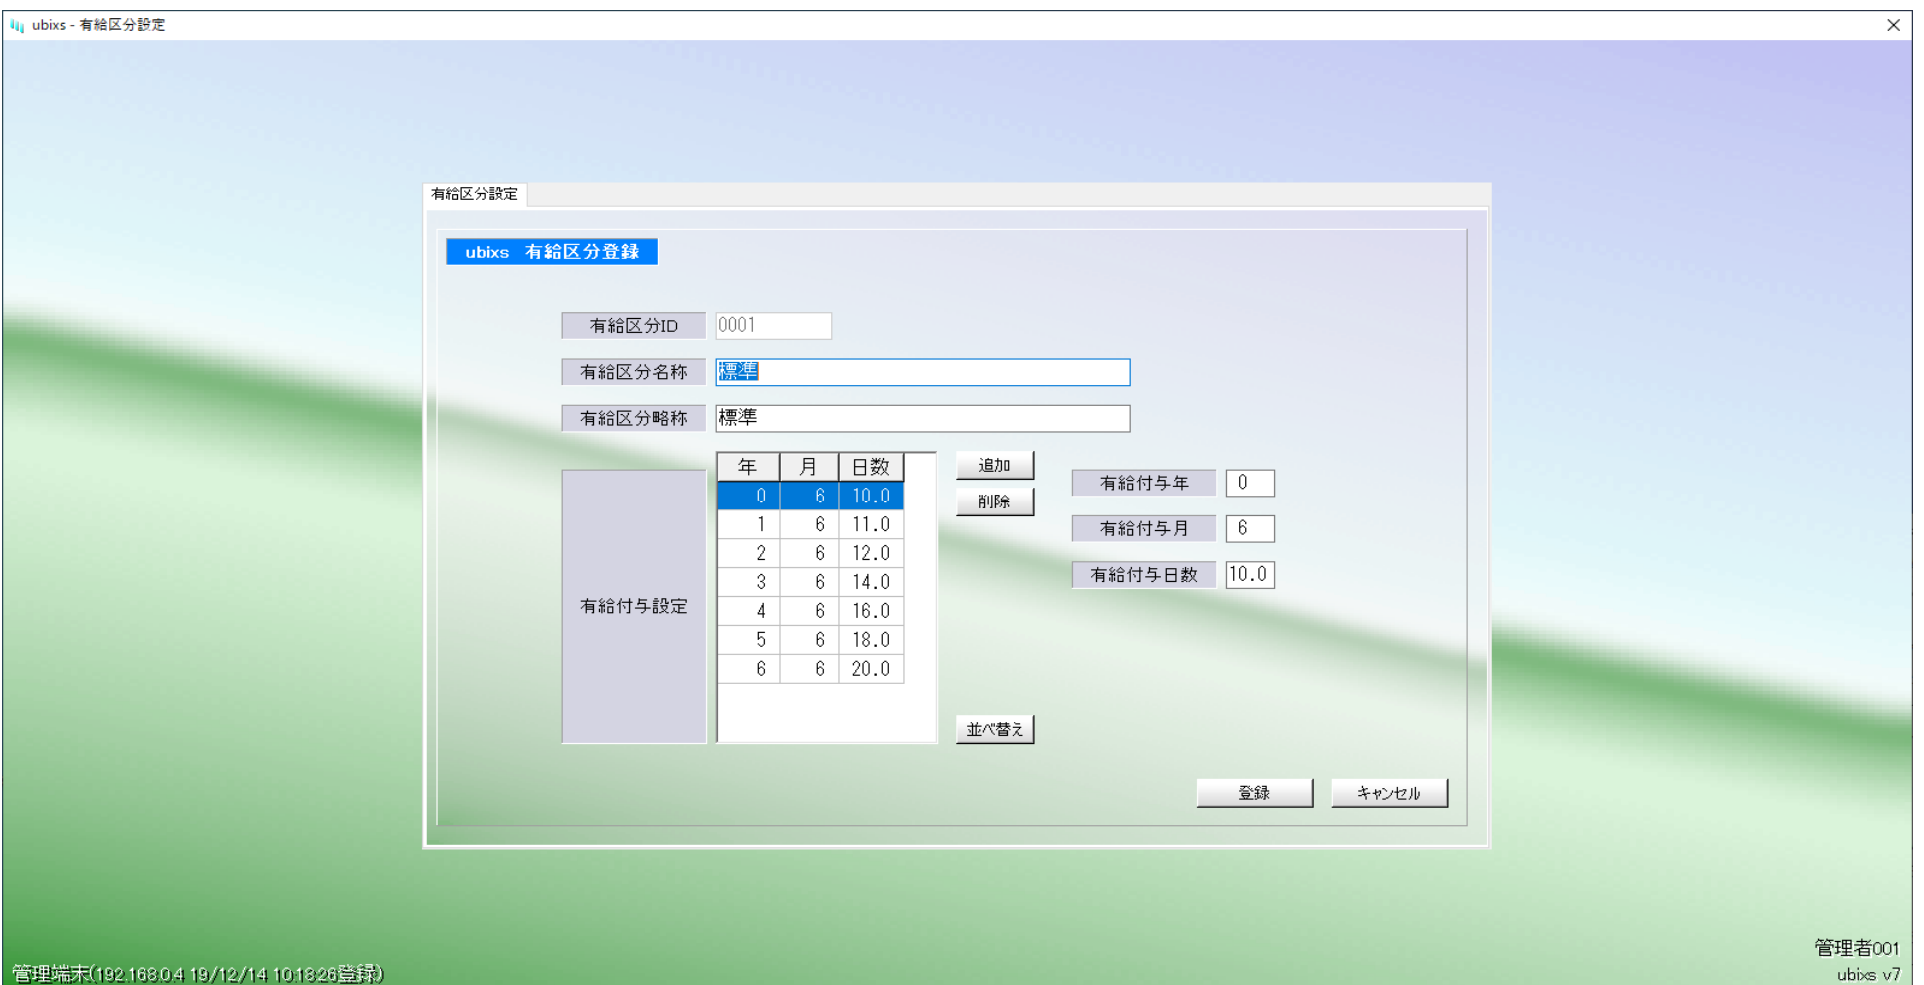 ubixs - 有給区分設定
有給区分設定
ubixs 有給区分登録
有給区分ID 0001
有給区分名称 標準
有給区分略称 標準
有給付与設定
年 月 日数
0 6 10.0
1 6 11.0
2 6 12.0
3 6 14.0
4 6 16.0
5 6 18.0
6 6 20.0
追加
削除
並べ替え
有給付与年 0
有給付与月 6
有給付与日数 10.0
登録 キャンセル
管理者001
管理端末(192.168.0.4 19/12/14 10:18:26登録)
ubixs v7